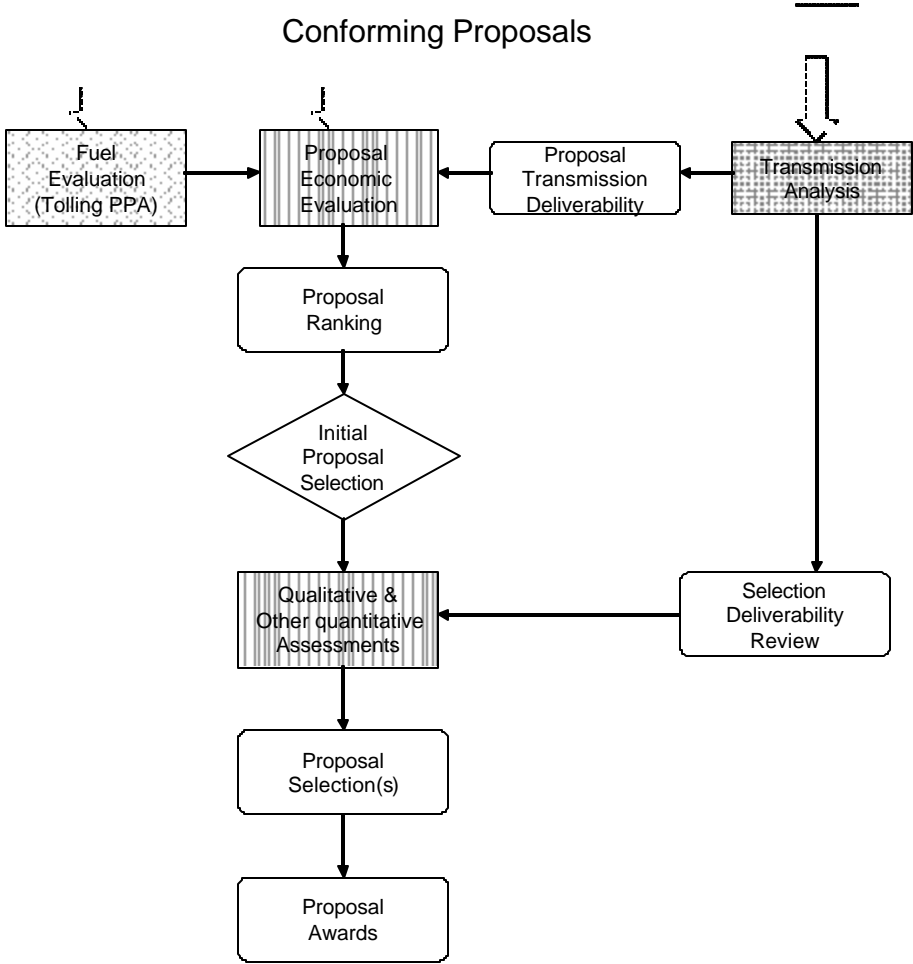 Conforming Proposals
Fuel
Evaluation
(Tolling PPA)
Proposal
Economic
Evaluation
Proposal
Transmission
Deliverability
Transmission
Analysis
Proposal
Ranking
Initial
Proposal
Selection
Qualitative &
Other quantitative
Assessments
Selection
Deliverability
Review
Proposal
Selection(s)
Proposal
Awards